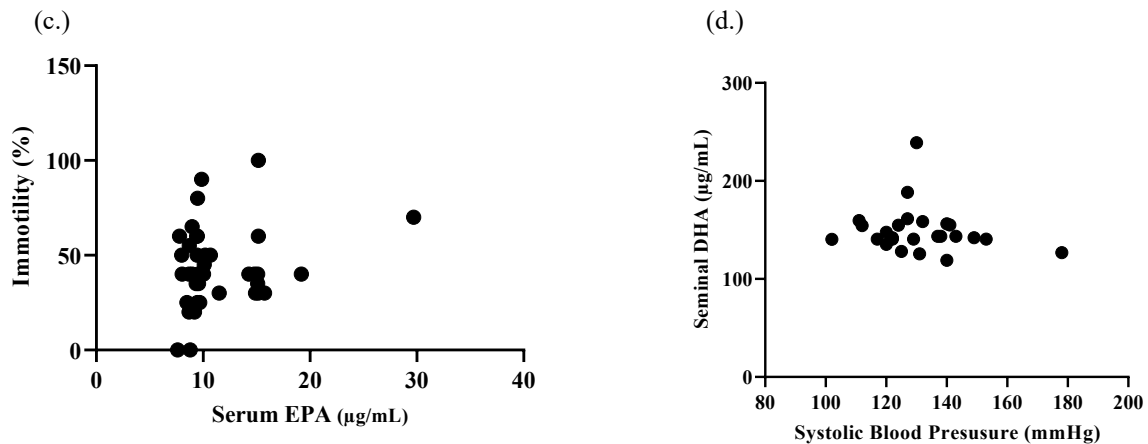 (c.)
150
100
50
0
0 10 20 30 40
Immotility (%)
Serum EPA (µg/mL)
(d.)
300
200
100
0
80 100 120 140 160 180 200
Seminal DHA (µg/mL)
Systolic Blood Presusure (mmHg)